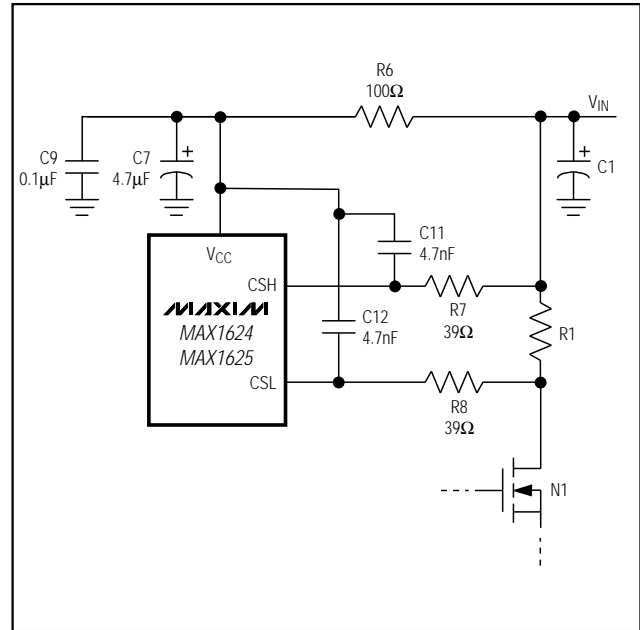 R6
100Ω
VIN
C9
0.1μF
C7
4.7μF
+
+
C1
VCC
C11
4.7nF
CSH
MAXIM
MAX1624
MAX1625
R7
39Ω
C12
4.7nF
R1
CSL
R8
39Ω
N1